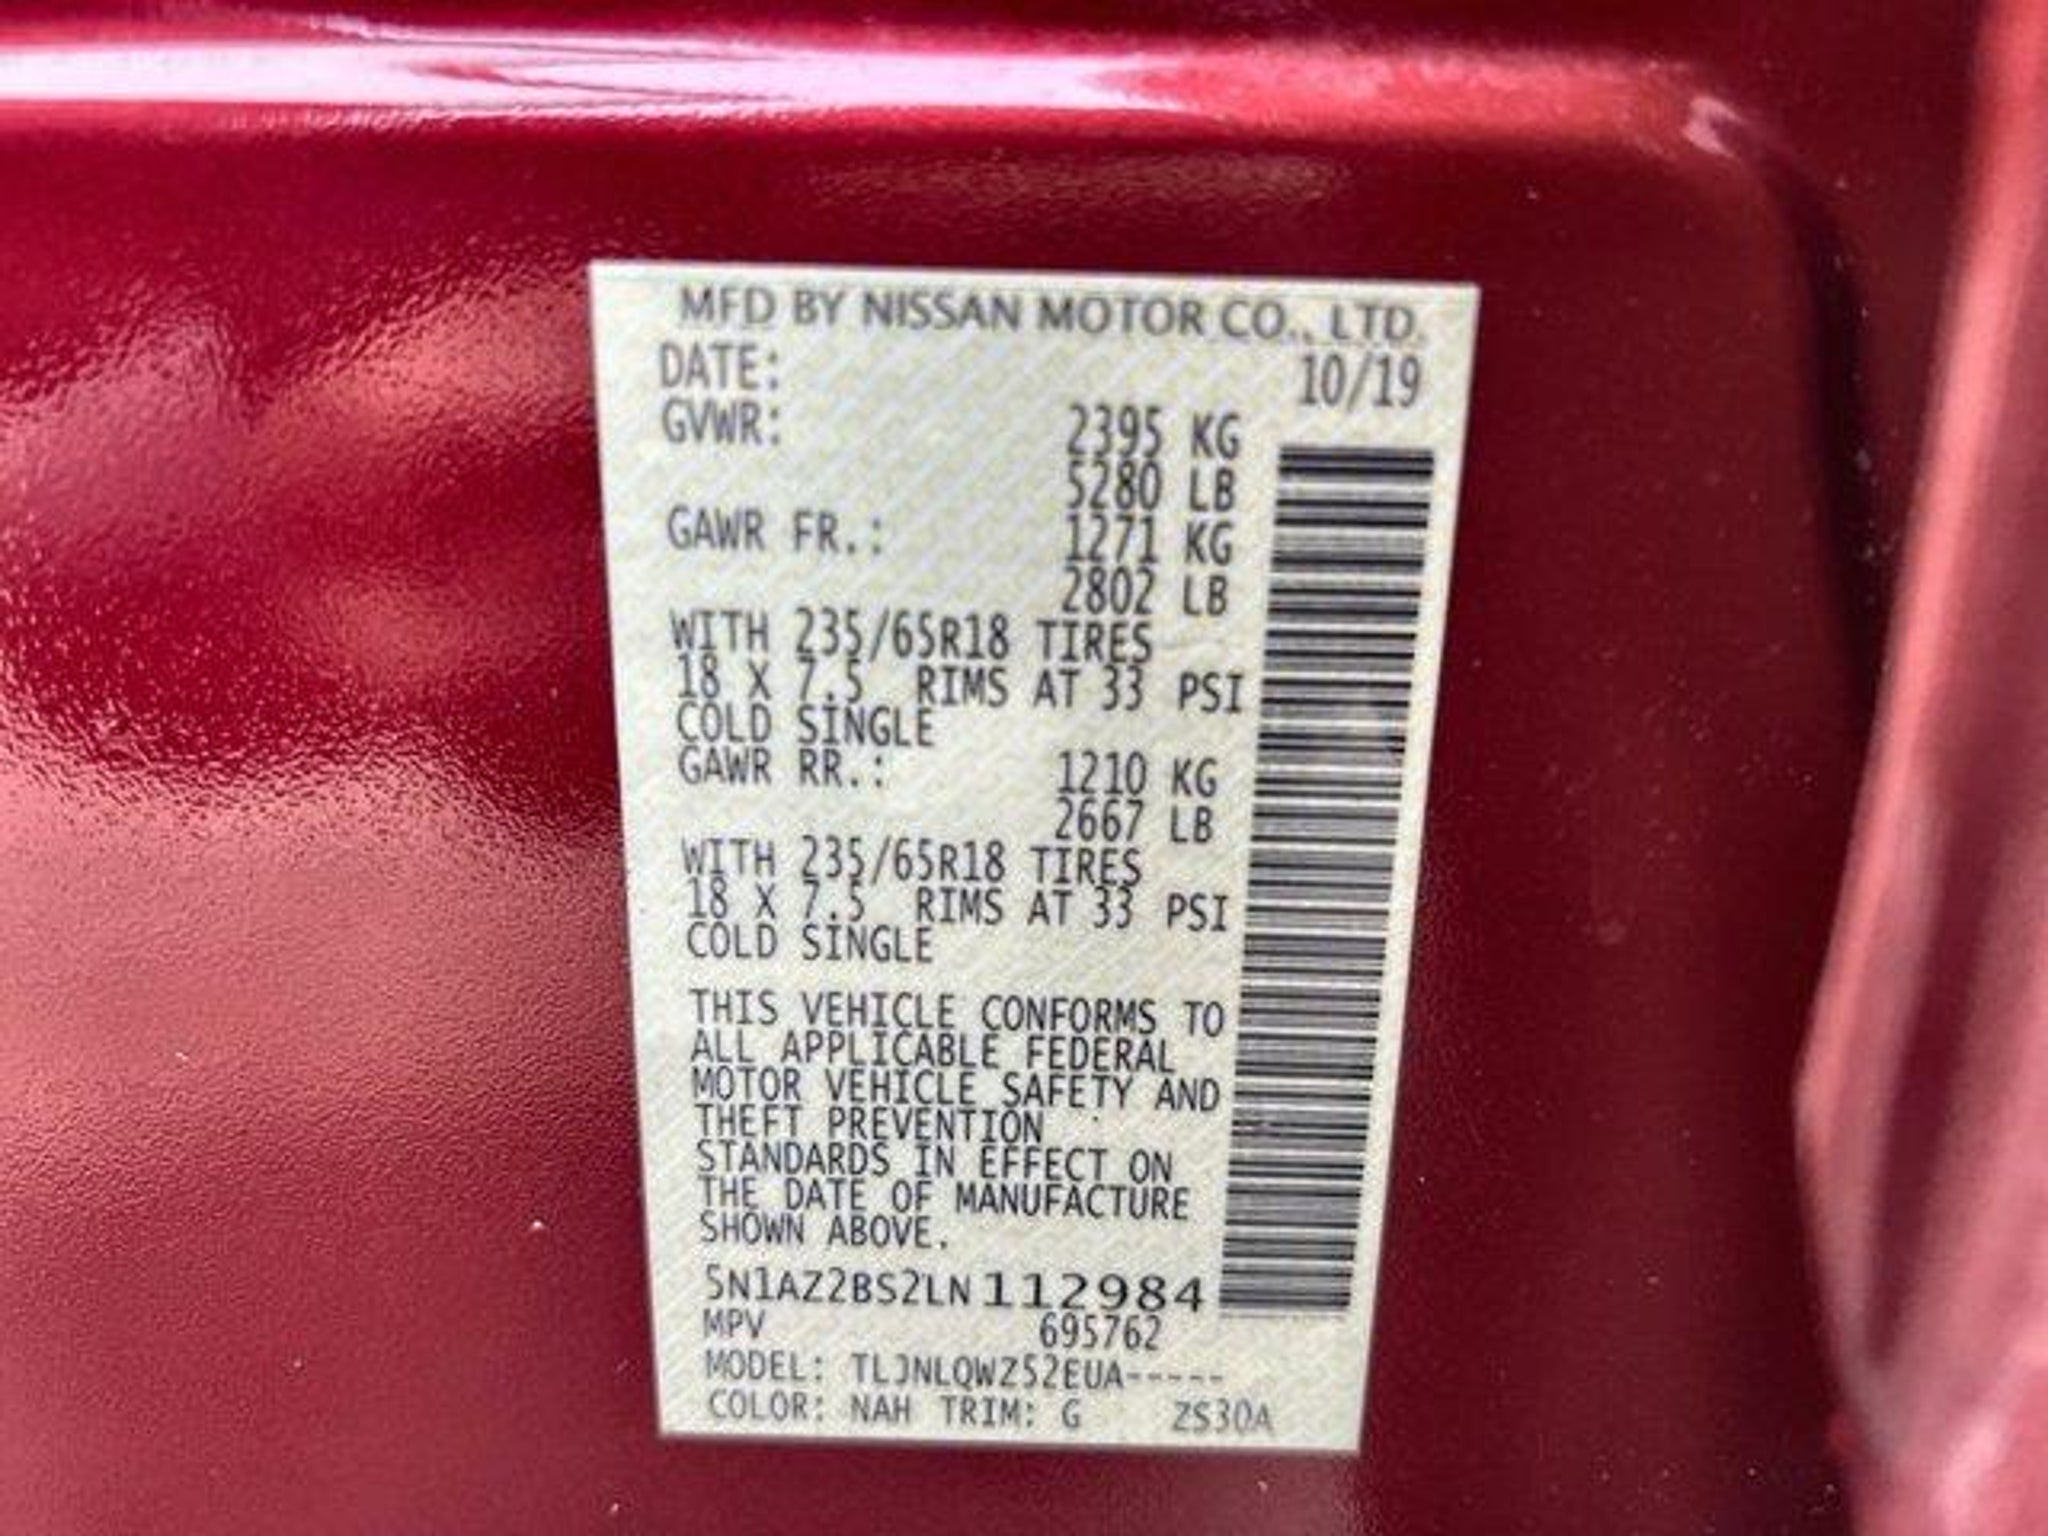 MFD BY NISSAN MOTOR CO., LTD.
DATE: 10/19
GVWR: 2395 KG
5280 LB
GAWR FR.: 1271 KG
2802 LB
WITH 235/65R18 TIRES
18 X 7.5 RIMS AT 33 PSI
COLD SINGLE
GAWR RR.: 1210 KG
2667 LB
WITH 235/65R18 TIRES
18 X 7.5 RIMS AT 33 PSI
COLD SINGLE
THIS VEHICLE CONFORMS TO
ALL APPLICABLE FEDERAL
MOTOR VEHICLE SAFETY AND
THEFT PREVENTION
STANDARDS IN EFFECT ON
THE DATE OF MANUFACTURE
SHOWN ABOVE.
5N1AZ2BS2LN112984
MPV 695762
MODEL: TLJNLQWZ52EUA-----
COLOR: NAH TRIM: G ZS30A